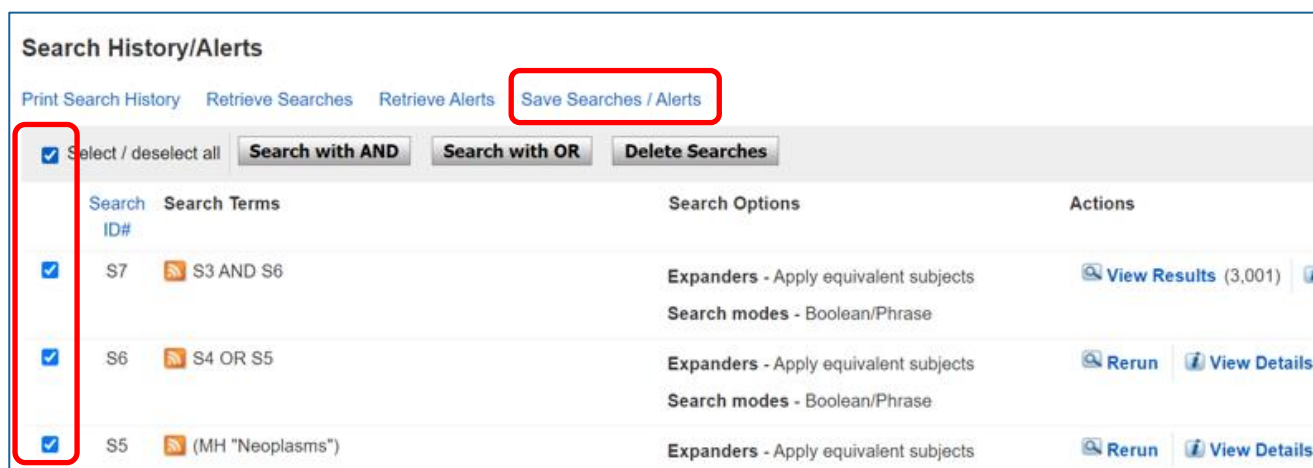 Search History/Alerts
Print Search History Retrieve Searches Retrieve Alerts Save Searches / Alerts
Select / deselect all Search with AND Search with OR Delete Searches
Search ID# Search Terms Search Options Actions
S7 S3 AND S6 Expanders - Apply equivalent subjects View Results (3,001)
Search modes - Boolean/Phrase
S6 S4 OR S5 Expanders - Apply equivalent subjects Rerun View Details
Search modes - Boolean/Phrase
S5 (MH "Neoplasms") Expanders - Apply equivalent subjects Rerun View Details